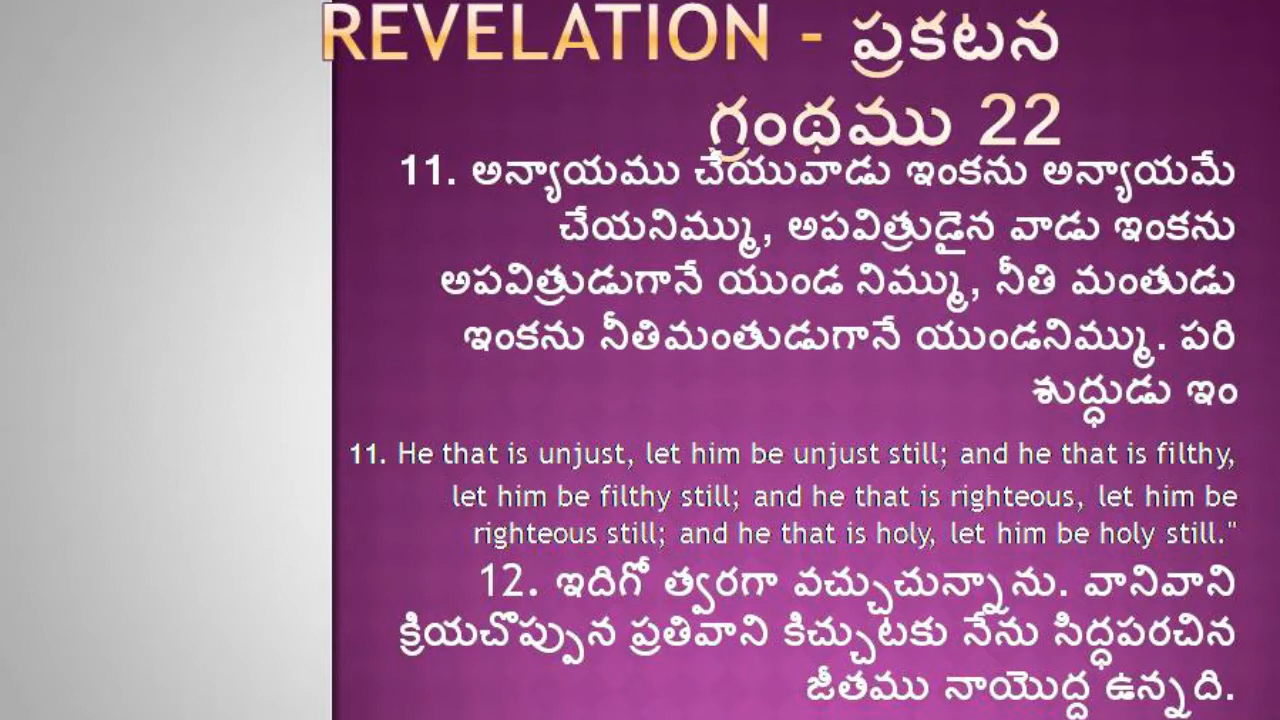 REVELATION - ప్రకటన
గ్రంథము 22
11. అన్యాయము చేయువాడు ఇంకను అన్యాయమే
చేయనిమ్ము, అపవిత్రుడైన వాడు ఇంకను
అపవిత్రుడుగానే యుండ నిమ్ము, నీతి మంతుడు
ఇంకను నీతిమంతుడుగానే యుండనిమ్ము. పరి
శుద్ధుడు ఇం
11. He that is unjust, let him be unjust still; and he that is filthy,
let him be filthy still; and he that is righteous, let him be
righteous still; and he that is holy, let him be holy still."
12. ఇదిగో త్వరగా వచ్చుచున్నాను. వానివాని
క్రియచొప్పున ప్రతివాని కిచ్చుటకు నేను సిద్ధపరచిన
జీతము నాయొద్ద ఉన్నది.